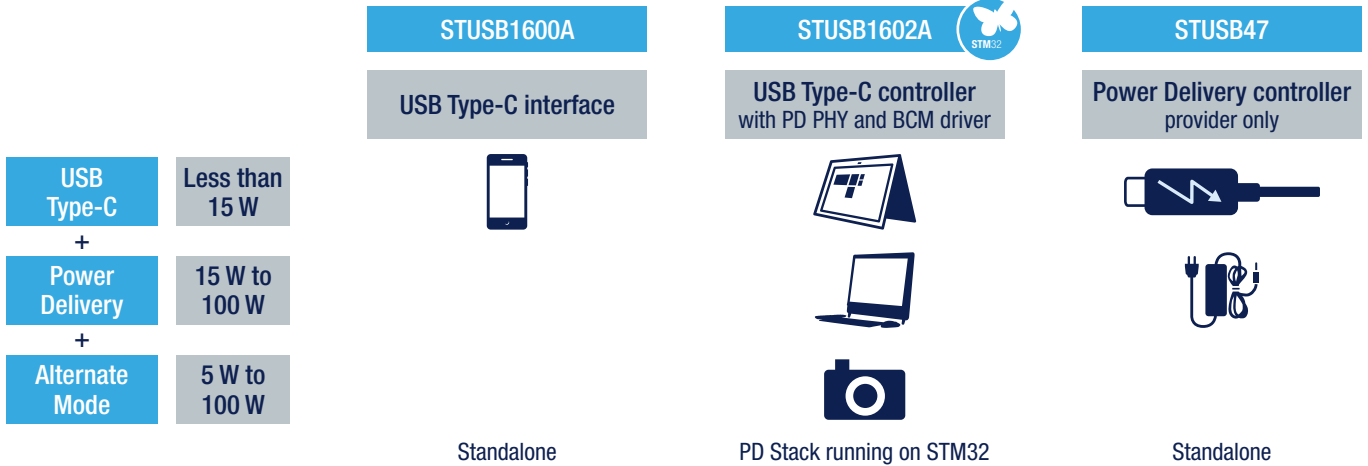 STUSB1600A
STUSB1602A
STM32
STUSB47
USB Type-C interface
USB Type-C controller
with PD PHY and BCM driver
Power Delivery controller
provider only
USB
Type-C
Less than
15 W
+
Power
Delivery
15 W to
100 W
+
Alternate
Mode
5 W to
100 W
Standalone
PD Stack running on STM32
Standalone